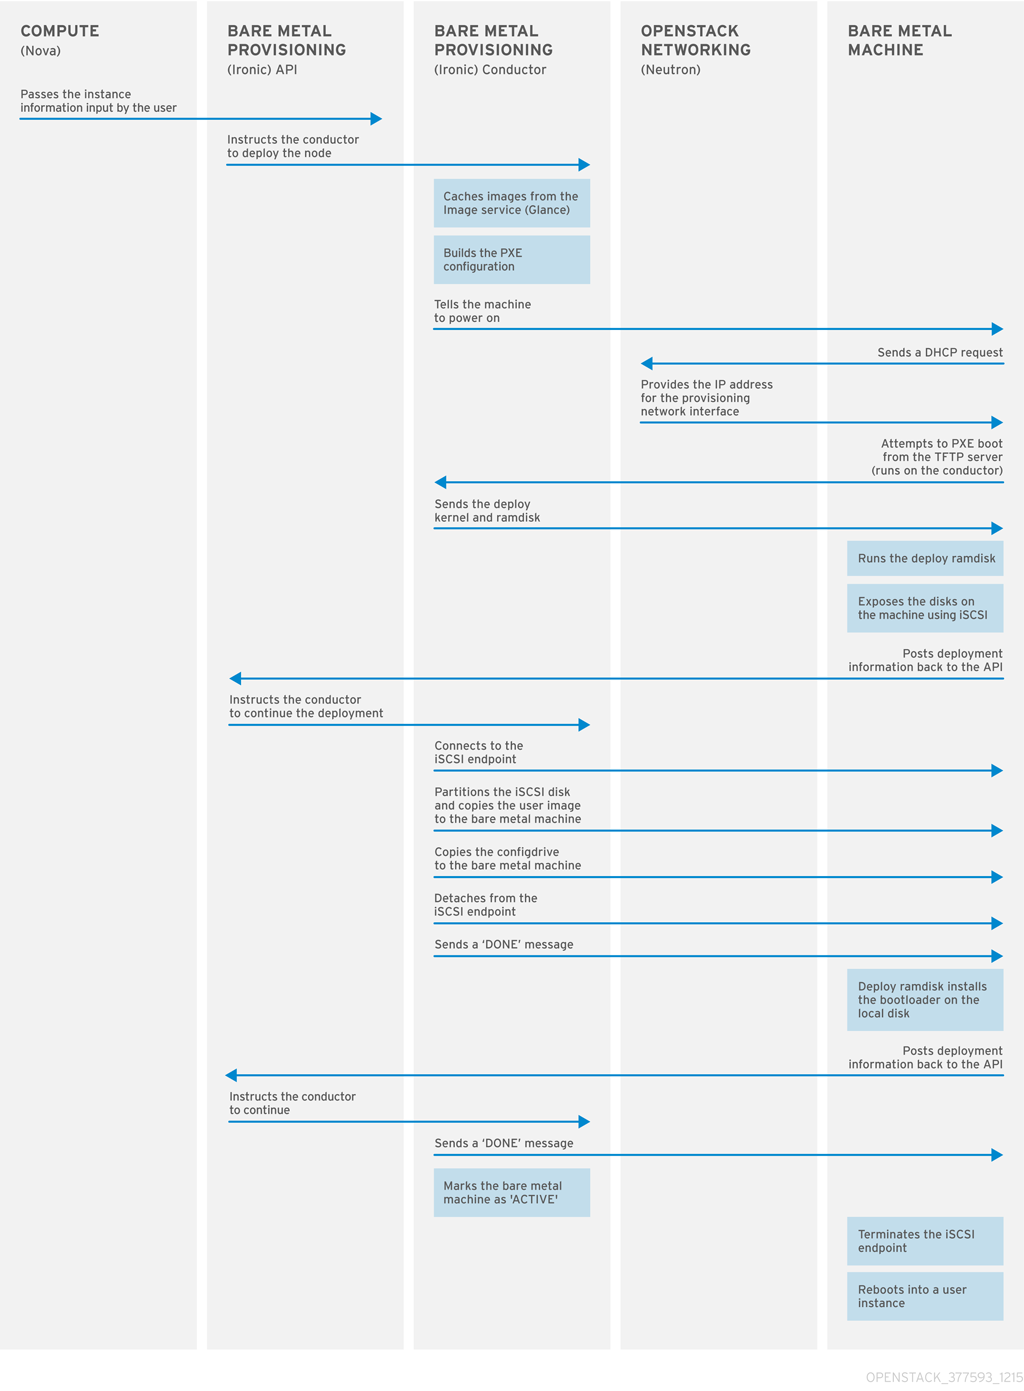 COMPUTE
(Nova)
BARE METAL
PROVISIONING
(Ironic) API
BARE METAL
PROVISIONING
(Ironic) Conductor
OPENSTACK
NETWORKING
(Neutron)
BARE METAL
MACHINE
Passes the instance
information input by the user
Instructs the conductor
to deploy the node
Caches images from the
Image service (Glance)
Builds the PXE
configuration
Tells the machine
to power on
Sends a DHCP request
Provides the IP address
for the provisioning
network interface
Attempts to PXE boot
from the TFTP server
(runs on the conductor)
Sends the deploy
kernel and ramdisk
Runs the deploy ramdisk
Exposes the disks on
the machine using iSCSI
Posts deployment
information back to the API
Instructs the conductor
to continue the deployment
Connects to the
iSCSI endpoint
Partitions the iSCSI disk
and copies the user image
to the bare metal machine
Copies the configdrive
to the bare metal machine
Detaches from the
iSCSI endpoint
Sends a ‘DONE’ message
Deploy ramdisk installs
the bootloader on the
local disk
Posts deployment
information back to the API
Instructs the conductor
to continue
Sends a ‘DONE’ message
Marks the bare metal
machine as 'ACTIVE'
Terminates the iSCSI
endpoint
Reboots into a user
instance
OPENSTACK_377593_1215